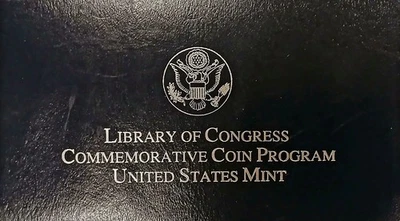 Library of Congress
Commemorative Coin Program
United States Mint